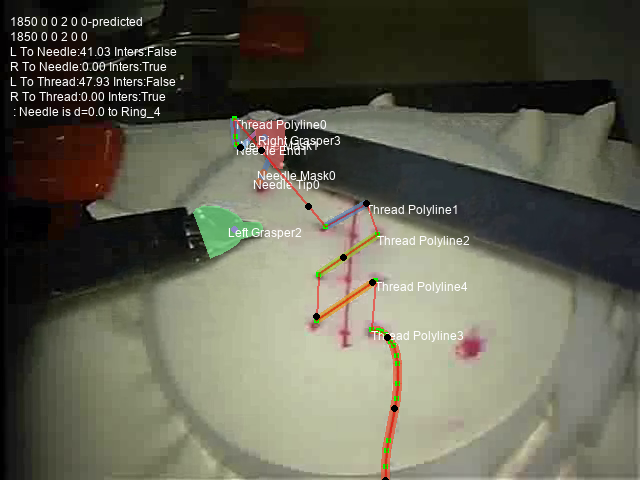 1850 0 0 2 0 0-predicted
1850 0 0 2 0 0
L To Needle:41.03 Inters:False
R To Needle:0.00 Inters:True
L To Thread:47.93 Inters:False
R To Thread:0.00 Inters:True
: Needle is d=0.0 to Ring_4
Thread Polyline0
Right Grasper3
Needle End1
Needle Mask0
Needle Tip0
Thread Polyline1
Left Grasper2
Thread Polyline2
Thread Polyline4
Thread Polyline3